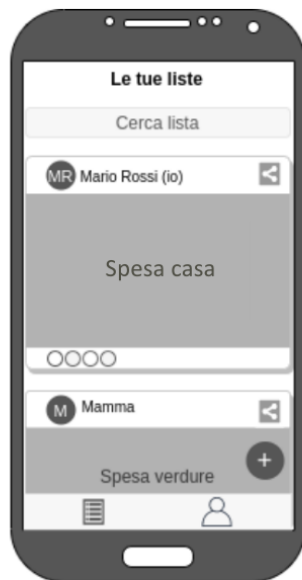 Le tue liste
Cerca lista
MR Mario Rossi (io)
Spesa casa
M Mamma
+
Spesa verdure